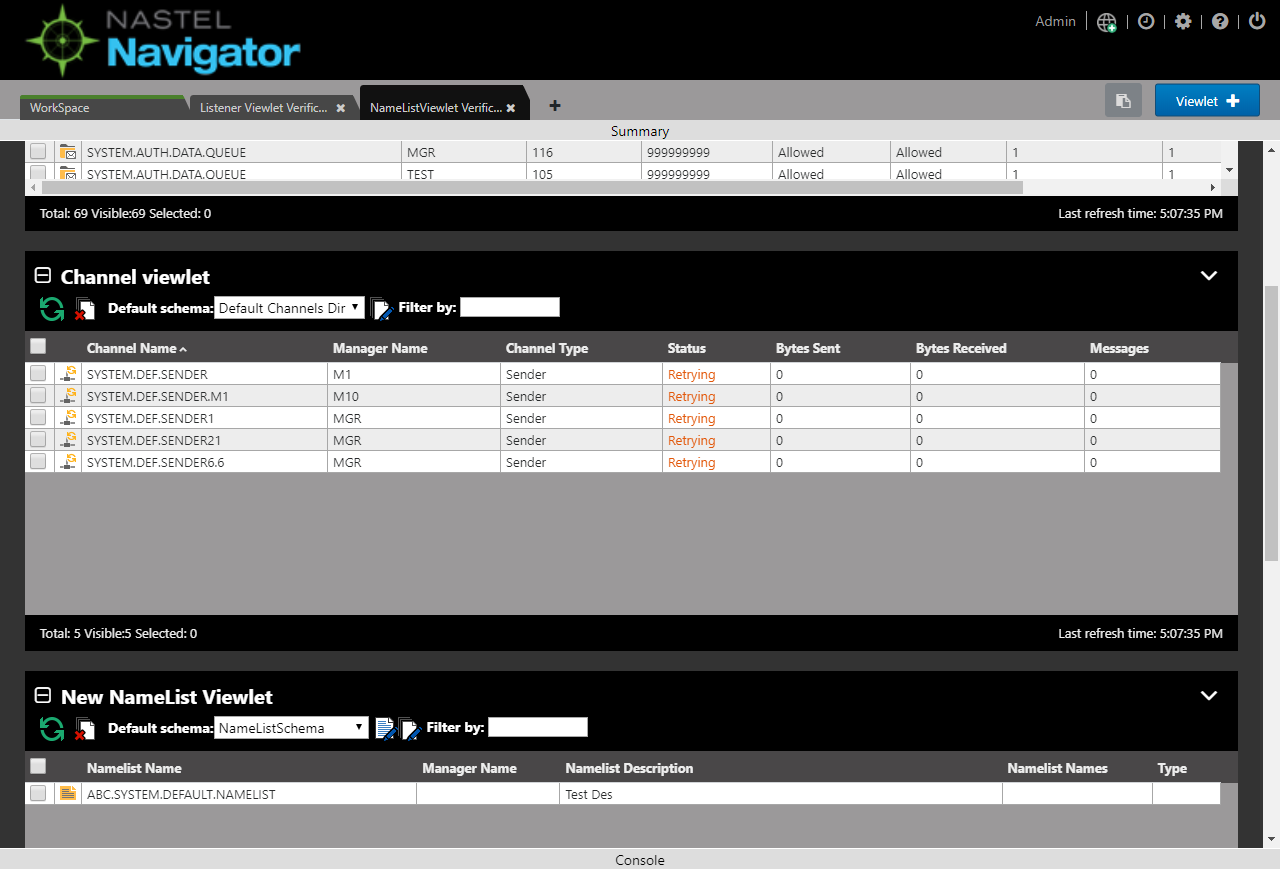 NASTEL
Navigator
Admin
WorkSpace
Listener Viewlet Verific...
NameListViewlet Verific...
Viewlet
Summary
SYSTEM.AUTH.DATA.QUEUE MGR 116 999999999 Allowed Allowed 1 1
SYSTEM.AUTH.DATA.QUEUE TEST 105 999999999 Allowed Allowed 1 1
Total: 69 Visible:69 Selected: 0 Last refresh time: 5:07:35 PM
Channel viewlet
Default schema: Default Channels Dir Filter by:
Channel Name Manager Name Channel Type Status Bytes Sent Bytes Received Messages
SYSTEM.DEF.SENDER M1 Sender Retrying 0 0 0
SYSTEM.DEF.SENDER.M1 M10 Sender Retrying 0 0 0
SYSTEM.DEF.SENDER1 MGR Sender Retrying 0 0 0
SYSTEM.DEF.SENDER21 MGR Sender Retrying 0 0 0
SYSTEM.DEF.SENDER6.6 MGR Sender Retrying 0 0 0
Total: 5 Visible:5 Selected: 0 Last refresh time: 5:07:35 PM
New NameList Viewlet
Default schema: NameListSchema Filter by:
Namelist Name Manager Name Namelist Description Namelist Names Type
ABC.SYSTEM.DEFAULT.NAMELIST Test Des
Console